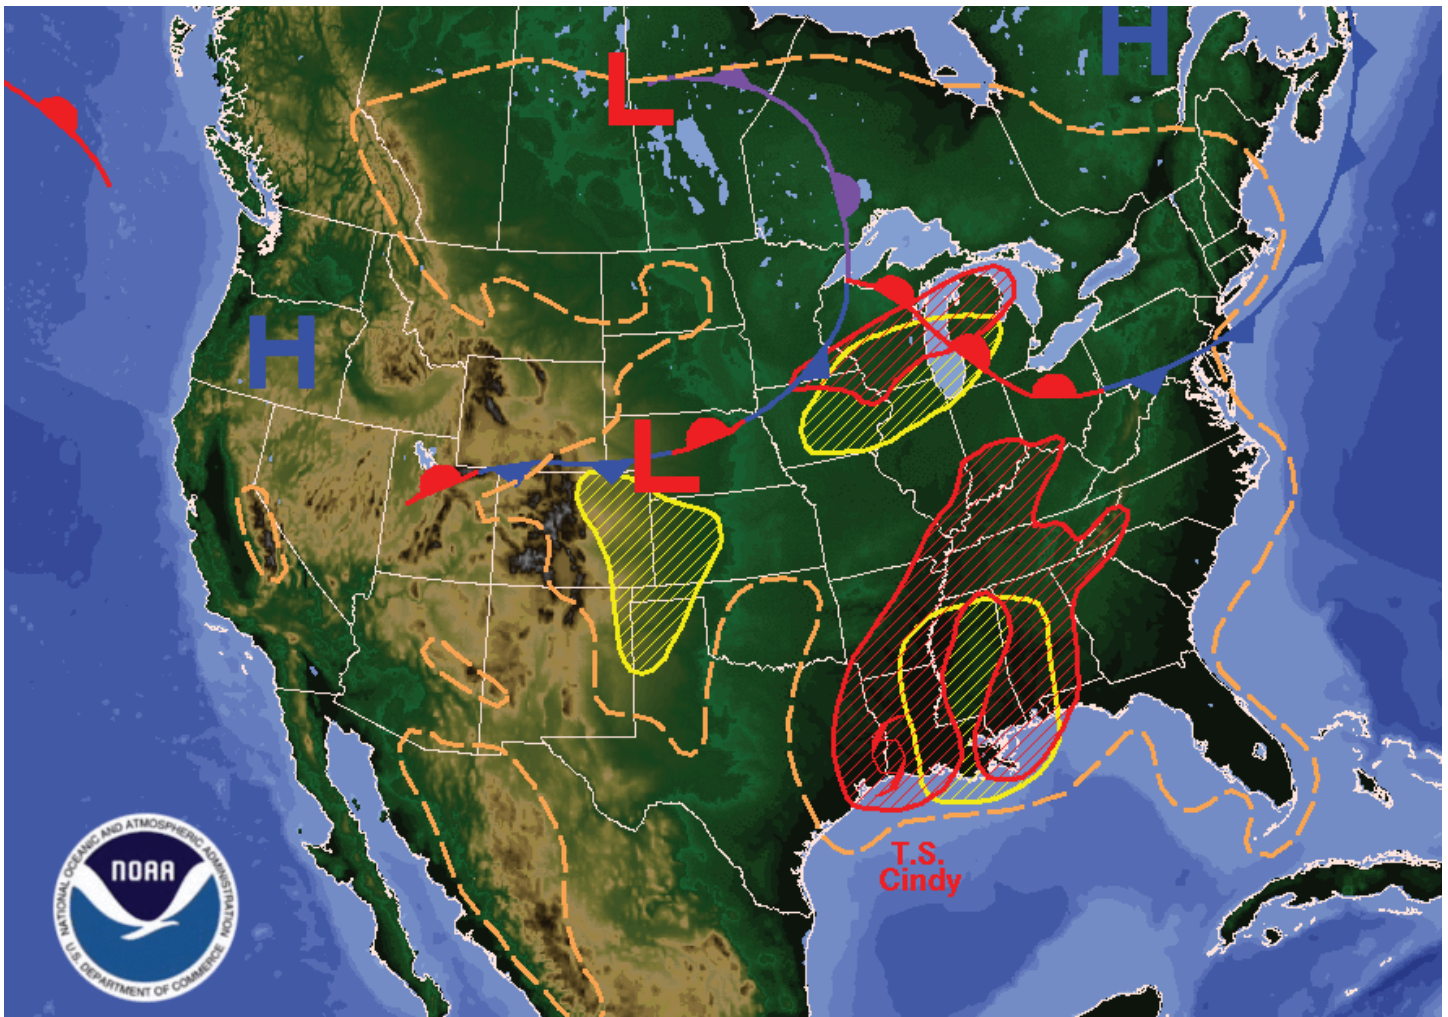 H
L
H
L
T.S.
Cindy
NATIONAL OCEANIC AND ATMOSPHERIC ADMINISTRATION
NOAA
U.S. DEPARTMENT OF COMMERCE